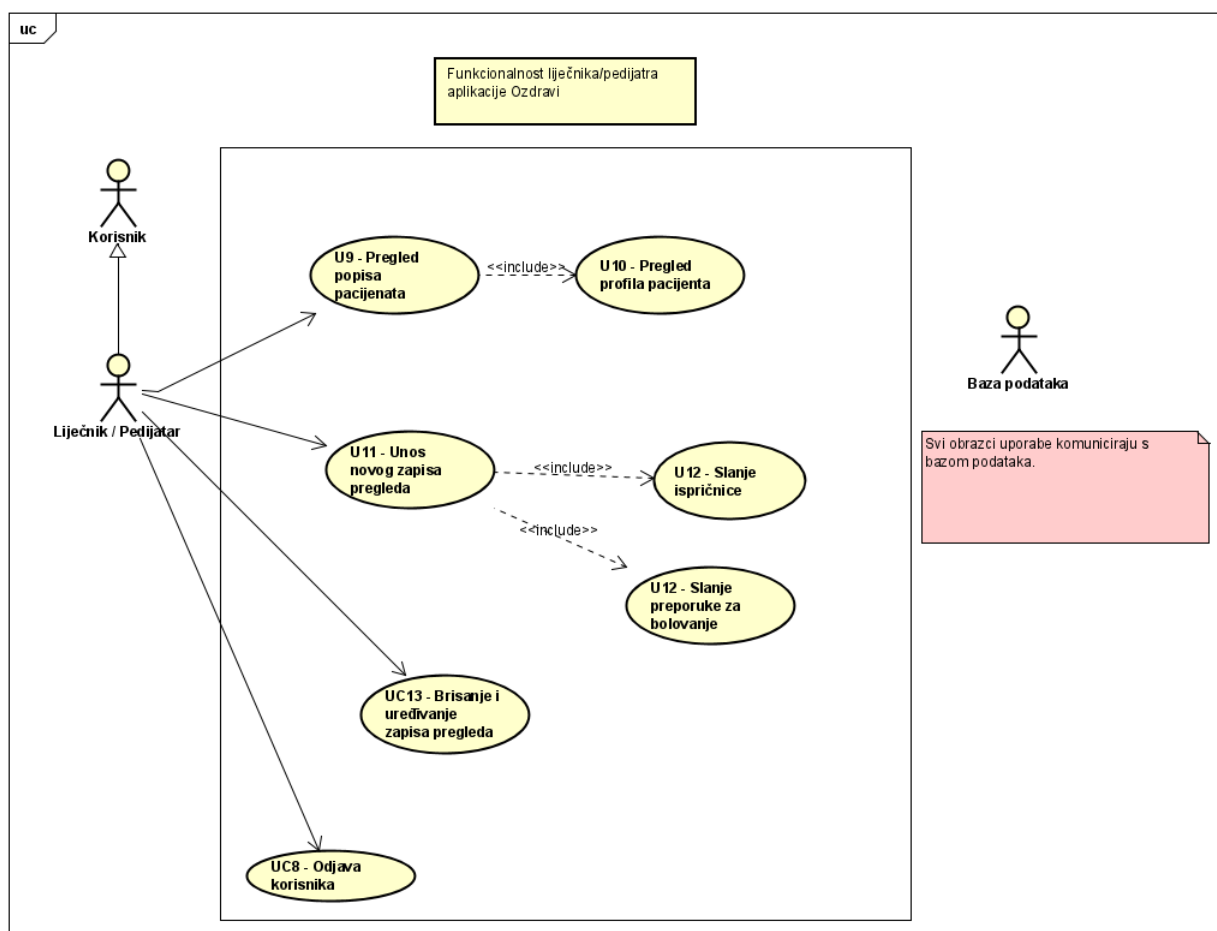 uc
Funkcionalnost liječnika/pedijatra
aplikacije Ozdravi
Korisnik
U9 - Pregled
popisa
pacijenata
<<include>>
U10 - Pregled
profila pacijenta
Baza podataka
Liječnik / Pedijatar
Svi obrazci uporabe komuniciraju s
bazom podataka.
U11 - Unos
novog zapisa
pregleda
<<include>>
U12 - Slanje
ispričnice
<<include>>
U12 - Slanje
preporuke za
bolovanje
UC13 - Brisanje i
uređivanje
zapisa pregleda
UC8 - Odjava
korisnika